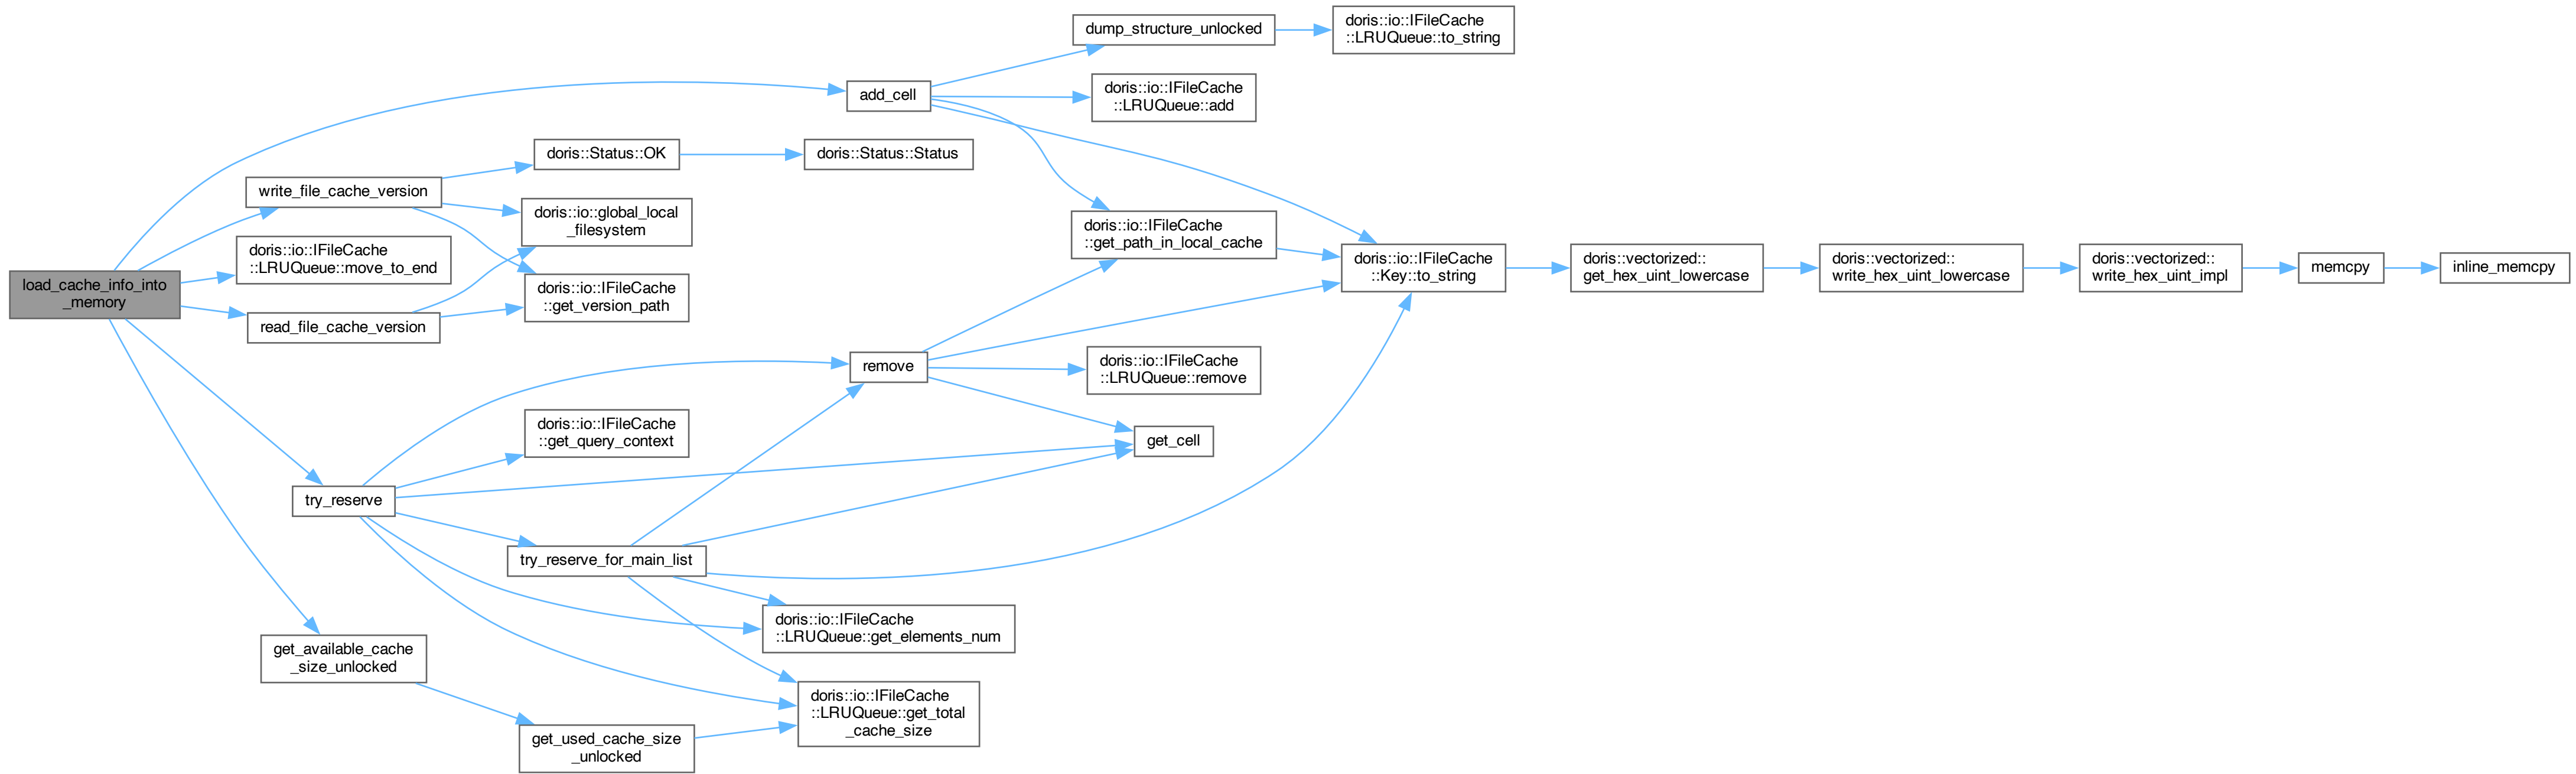 load_cache_info_into
_memory
add_cell
dump_structure_unlocked
doris::io::IFileCache
::LRUQueue::to_string
doris::io::IFileCache
::LRUQueue::add
doris::io::IFileCache
::get_path_in_local_cache
doris::io::IFileCache
::Key::to_string
doris::vectorized::
get_hex_uint_lowercase
doris::vectorized::
write_hex_uint_lowercase
doris::vectorized::
write_hex_uint_impl
memcpy
inline_memcpy
write_file_cache_version
doris::Status::OK
doris::Status::Status
doris::io::global_local
_filesystem
doris::io::IFileCache
::get_version_path
doris::io::IFileCache
::LRUQueue::move_to_end
read_file_cache_version
try_reserve
remove
doris::io::IFileCache
::LRUQueue::remove
get_cell
doris::io::IFileCache
::get_query_context
try_reserve_for_main_list
doris::io::IFileCache
::LRUQueue::get_elements_num
doris::io::IFileCache
::LRUQueue::get_total
_cache_size
get_available_cache
_size_unlocked
get_used_cache_size
_unlocked